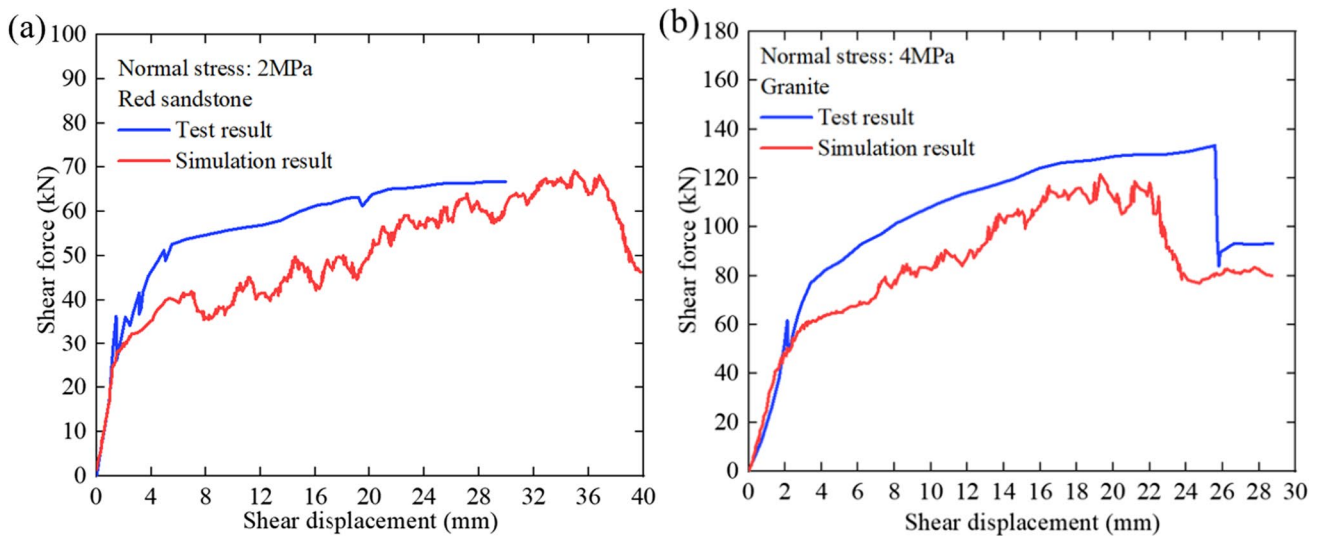 (a)
100
90
80
70
60
50
40
30
20
10
0
Shear force (kN)
Normal stress: 2MPa
Red sandstone
Test result
Simulation result
0 4 8 12 16 20 24 28 32 36 40
Shear displacement (mm)
(b)
180
160
140
120
100
80
60
40
20
0
Shear force (kN)
Normal stress: 4MPa
Granite
Test result
Simulation result
0 2 4 6 8 10 12 14 16 18 20 22 24 26 28 30
Shear displacement (mm)